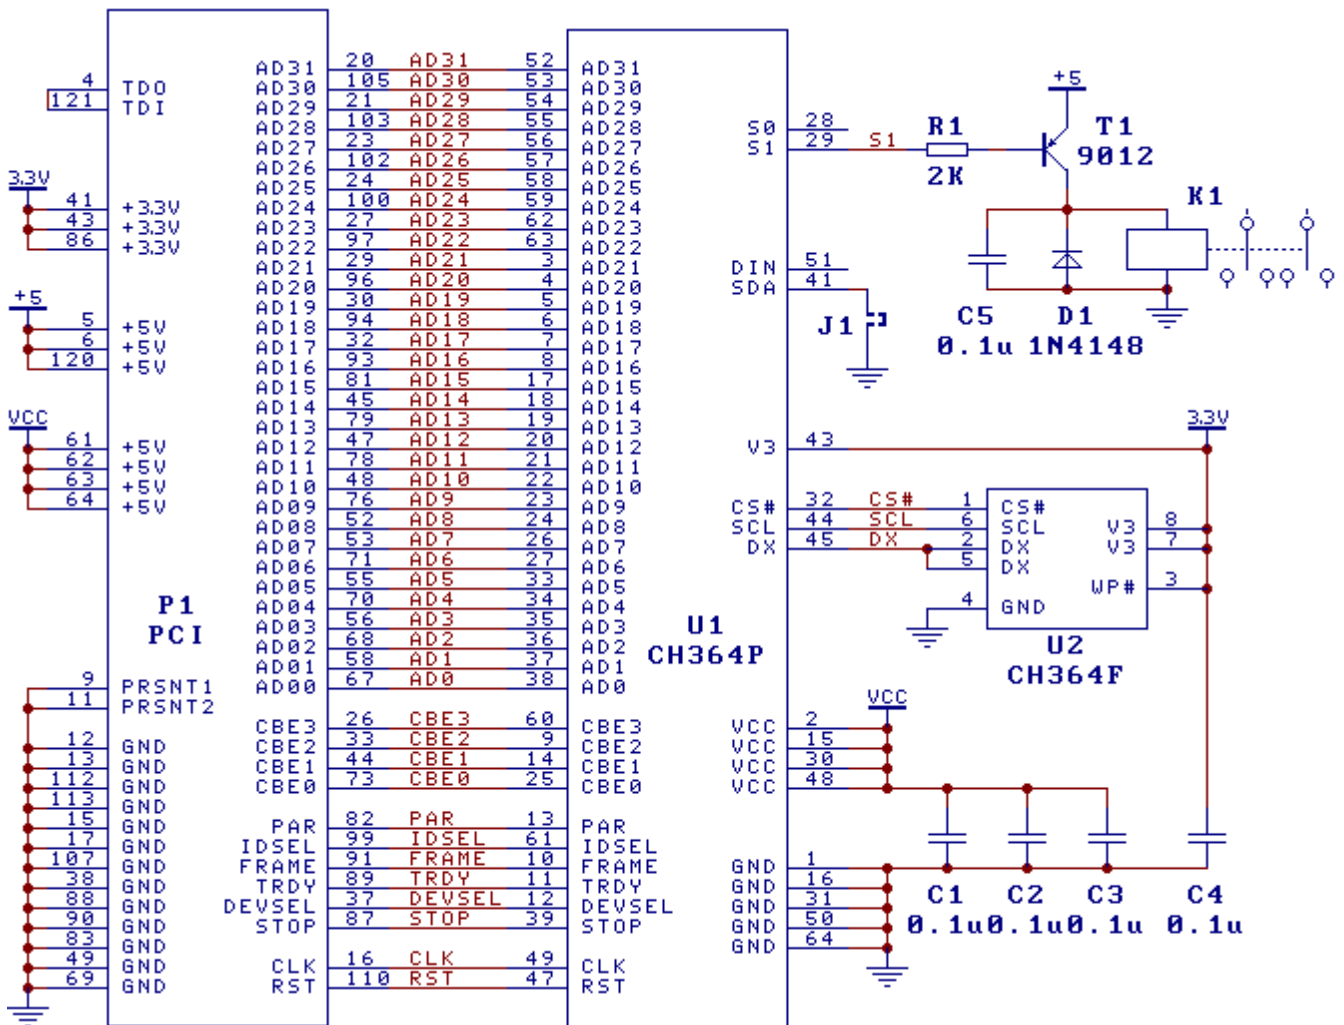 AD31 20 AD31 52 AD31
AD30 105 AD30 53 AD30
4 TDO
121 TDI
AD29 21 AD29 54 AD29
AD28 103 AD28 55 AD28
AD27 23 AD27 56 AD27
AD26 102 AD26 57 AD26
AD25 24 AD25 58 AD25
AD24 100 AD24 59 AD24
AD23 27 AD23 62 AD23
AD22 97 AD22 63 AD22
AD21 29 AD21 3 AD21
AD20 96 AD20 4 AD20
AD19 30 AD19 5 AD19
AD18 94 AD18 6 AD18
AD17 32 AD17 7 AD17
AD16 93 AD16 8 AD16
AD15 81 AD15 17 AD15
AD14 45 AD14 18 AD14
AD13 79 AD13 19 AD13
AD12 47 AD12 20 AD12
AD11 78 AD11 21 AD11
AD10 48 AD10 22 AD10
AD09 76 AD9 23 AD9
AD08 52 AD8 24 AD8
AD07 53 AD7 26 AD7
AD06 71 AD6 27 AD6
AD05 55 AD5 33 AD5
AD04 70 AD4 34 AD4
AD03 56 AD3 35 AD3
AD02 68 AD2 36 AD2
AD01 58 AD1 37 AD1
AD00 67 AD0 38 AD0
CBE3 26 CBE3 60 CBE3
CBE2 33 CBE2 9 CBE2
CBE1 44 CBE1 14 CBE1
CBE0 73 CBE0 25 CBE0
PAR 82 PAR 13 PAR
IDSEL 99 IDSEL 61 IDSEL
FRAME 91 FRAME 10 FRAME
TRDY 89 TRDY 11 TRDY
DEVSEL 37 DEVSEL 12 DEVSEL
STOP 87 STOP 39 STOP
CLK 16 CLK 49 CLK
RST 110 RST 47 RST
3.3V
41 +3.3V
43 +3.3V
86 +3.3V
+5
5 +5V
6 +5V
120 +5V
VCC
61 +5V
62 +5V
63 +5V
64 +5V
P1
PCI
9 PRSNT1
11 PRSNT2
12 GND
13 GND
112 GND
113 GND
15 GND
17 GND
107 GND
38 GND
88 GND
90 GND
83 GND
49 GND
69 GND
U1
CH364P
S0 28
S1 29 S1
R1
2K
+5
T1
9012
K1
DIN 51
SDA 41
J1
C5
0.1u
D1
1N4148
V3 43
3.3V
CS# 32 CS# 1 CS#
SCL 44 SCL 6 SCL
DX 45 DX 2 DX
5 DX
4 GND
V3 8
V3 7
WP# 3
U2
CH364F
VCC
VCC 2
VCC 15
VCC 30
VCC 48
GND 1
GND 16
GND 31
GND 50
GND 64
C1 C2 C3 C4
0.1u 0.1u 0.1u 0.1u